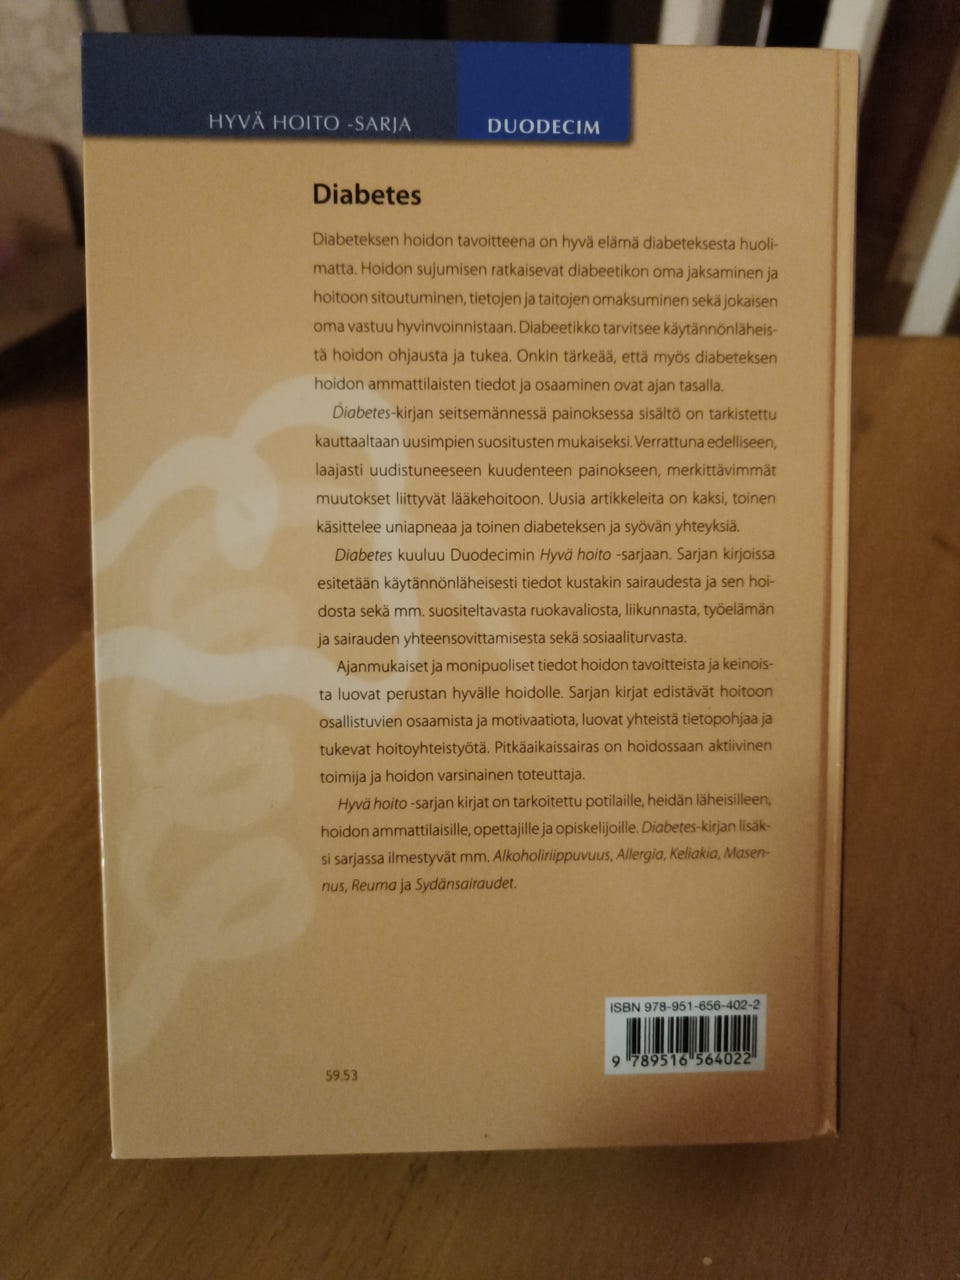 HYVÄ HOITO -SARJA
DUODECIM
Diabetes
Diabeteksen hoidon tavoitteena on hyvä elämä diabeteksesta huoli-
matta. Hoidon sujumisen ratkaisevat diabeetikon oma jaksaminen ja
hoitoon sitoutuminen, tietojen ja taitojen omaksuminen sekä jokaisen
oma vastuu hyvinvoinnistaan. Diabeetikko tarvitsee käytännönläheis-
tä hoidon ohjausta ja tukea. Onkin tärkeää, että myös diabeteksen
hoidon ammattilaisten tiedot ja osaaminen ovat ajan tasalla.
Diabetes-kirjan seitsemännessä painoksessa sisältö on tarkistettu
kauttaaltaan uusimpien suositusten mukaiseksi. Verrattuna edelliseen,
laajasti uudistuneeseen kuudenteen painokseen, merkittävimmät
muutokset liittyvät lääkehoitoon. Uusia artikkeleita on kaksi, toinen
käsittelee uniapneaa ja toinen diabeteksen ja syövän yhteyksiä.
Diabetes kuuluu Duodecimin Hyvä hoito -sarjaan. Sarjan kirjoissa
esitetään käytännönläheisesti tiedot kustakin sairaudesta ja sen hoi-
dosta sekä mm. suositeltavasta ruokavaliosta, liikunnasta, työelämän
ja sairauden yhteensovittamisesta sekä sosiaaliturvasta.
Ajanmukaiset ja monipuoliset tiedot hoidon tavoitteista ja keinois-
ta luovat perustan hyvälle hoidolle. Sarjan kirjat edistävät hoitoon
osallistuvien osaamista ja motivaatiota, luovat yhteistä tietopohjaa ja
tukevat hoitoyhteistyötä. Pitkäaikaissairas on hoidossaan aktiivinen
toimija ja hoidon varsinainen toteuttaja.
Hyvä hoito -sarjan kirjat on tarkoitettu potilaille, heidän läheisilleen,
hoidon ammattilaisille, opettajille ja opiskelijoille. Diabetes-kirjan lisäk-
si sarjassa ilmestyvät mm. Alkoholiriippuvuus, Allergia, Keliakia, Masen-
nus, Reuma ja Sydänsairaudet.
ISBN 978-951-656-402-2
9 789516 564022
59.53